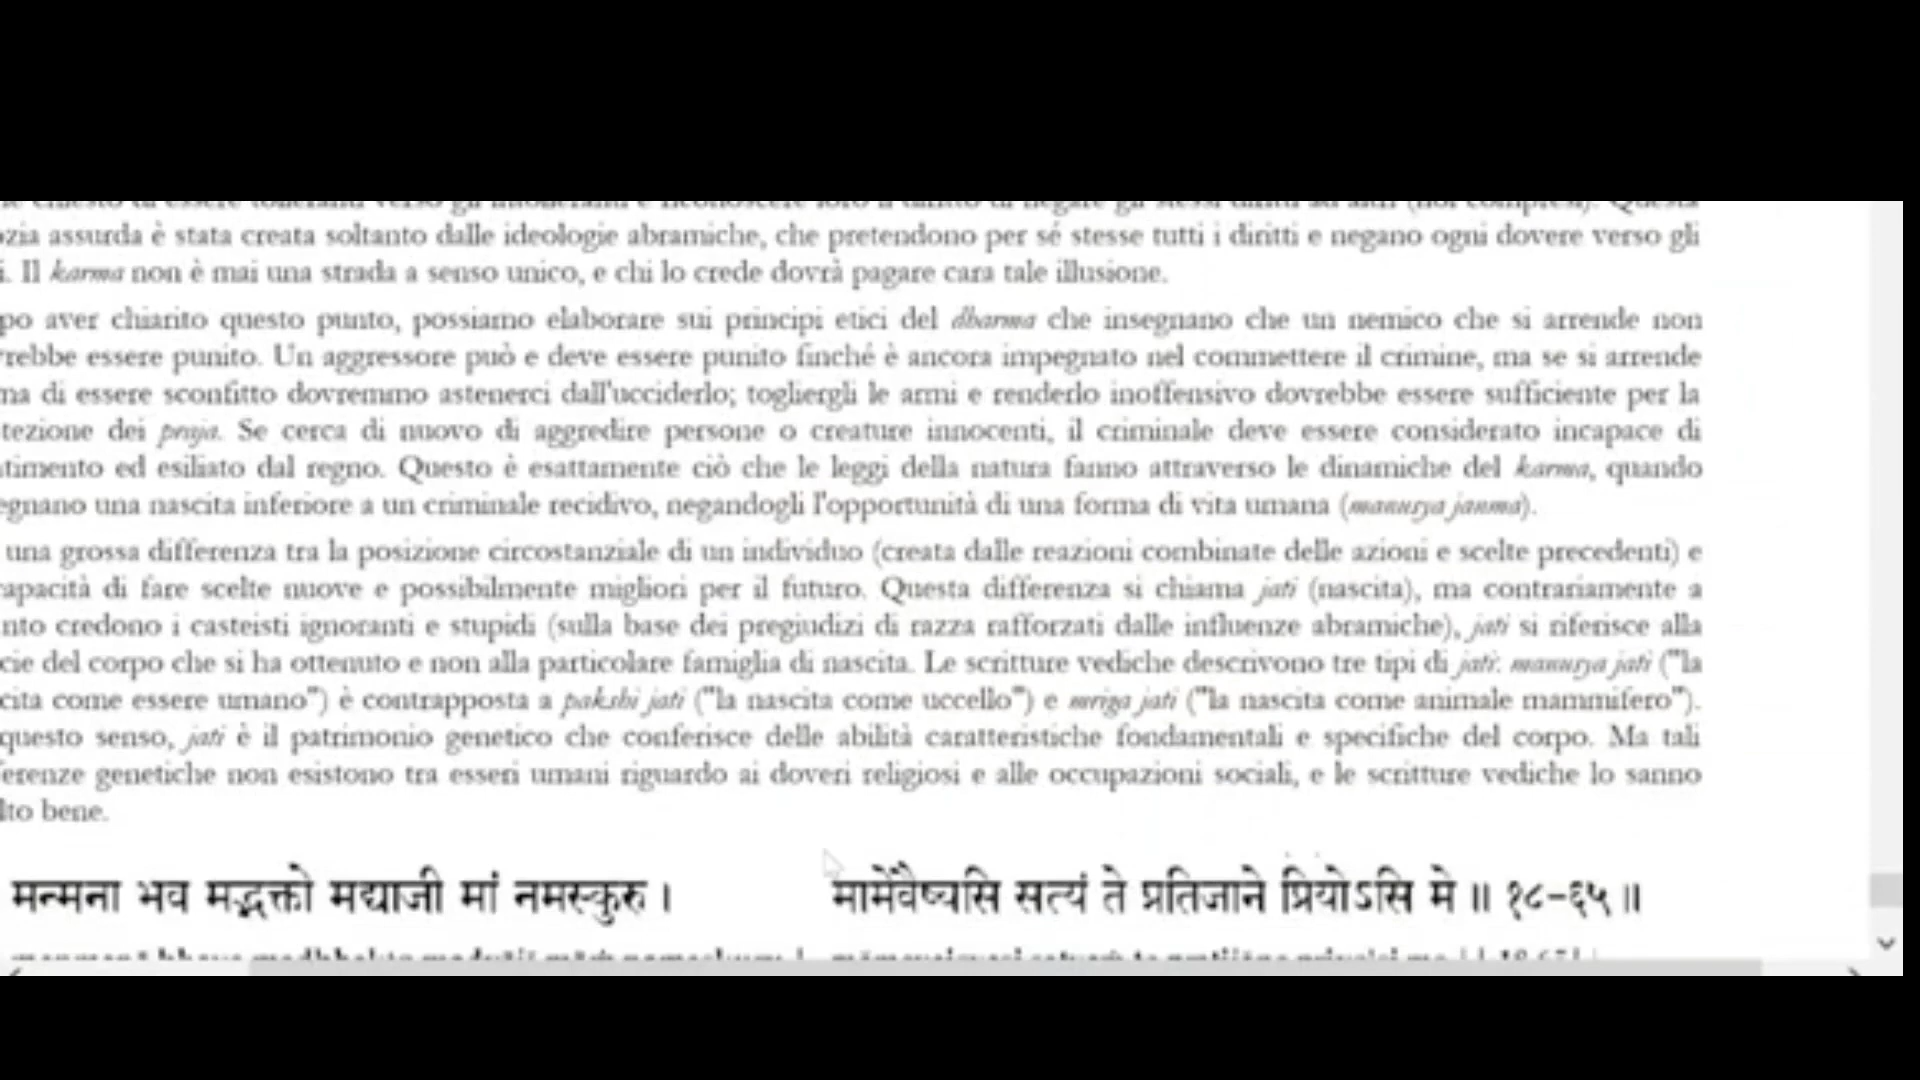 ozia assurda è stata creata soltanto dalle ideologie abramiche, che pretendono per sé stesse tutti i diritti e negano ogni dovere verso gli
i. Il karma non è mai una strada a senso unico, e chi lo crede dovrà pagare cara tale illusione.
po aver chiarito questo punto, possiamo elaborare sui principi etici del dharma che insegnano che un nemico che si arrende non
rebbe essere punito. Un aggressore può e deve essere punito finché è ancora impegnato nel commettere il crimine, ma se si arrende
ma di essere sconfitto dovremmo astenerci dall'ucciderlo; togliergli le armi e renderlo inoffensivo dovrebbe essere sufficiente per la
tezione dei praja. Se cerca di nuovo di aggredire persone o creature innocenti, il criminale deve essere considerato incapace di
timento ed esiliato dal regno. Questo è esattamente ciò che le leggi della natura fanno attraverso le dinamiche del karma, quando
egnano una nascita inferiore a un criminale recidivo, negandogli l'opportunità di una forma di vita umana (manusya janma).
una grossa differenza tra la posizione circostanziale di un individuo (creata dalle reazioni combinate delle azioni e scelte precedenti) e
apacità di fare scelte nuove e possibilmente migliori per il futuro. Questa differenza si chiama jati (nascita), ma contrariamente a
nto credono i casteisti ignoranti e stupidi (sulla base dei pregiudizi di razza rafforzati dalle influenze abramiche), jati si riferisce alla
cie del corpo che si ha ottenuto e non alla particolare famiglia di nascita. Le scritture vediche descrivono tre tipi di jati: manusya jati ("la
cita come essere umano") è contrapposta a pakshi jati ("la nascita come uccello") e mriga jati ("la nascita come animale mammifero").
questo senso, jati è il patrimonio genetico che conferisce delle abilità caratteristiche fondamentali e specifiche del corpo. Ma tali
ferenze genetiche non esistono tra esseri umani riguardo ai doveri religiosi e alle occupazioni sociali, e le scritture vediche lo sanno
lto bene.
मन्मना भव मद्भक्तो मद्याजी मां नमस्कुरु । मामेवैष्यसि सत्यं ते प्रतिजाने प्रियोऽसि मे ॥ १८-६५ ॥